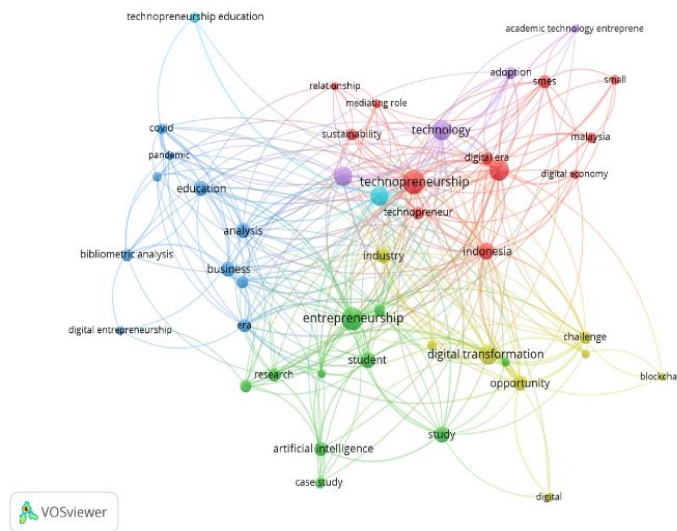 technopreneurship education
academic technology entreprene
adoption
smes
small
relationship
mediating role
covid
sustainability
technology
malaysia
pandemic
digital era
education
technopreneurship
digital economy
technopreneur
analysis
bibliometric analysis
industry
indonesia
business
digital entrepreneurship
era
entrepreneurship
challenge
student
digital transformation
research
opportunity
blockcha
artificial intelligence
study
case study
digital
VOSviewer